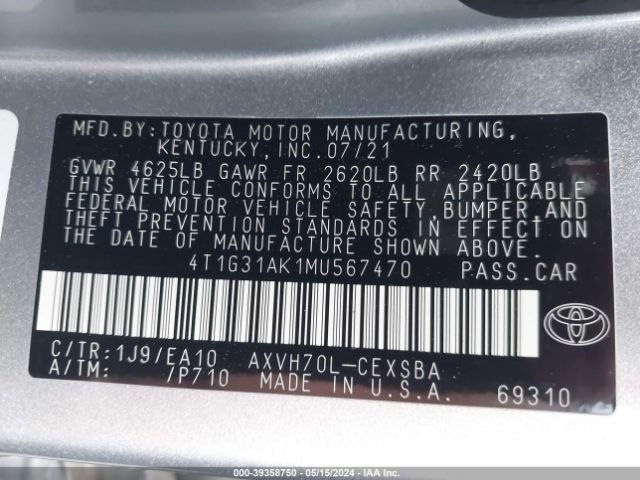 MFD.BY:TOYOTA MOTOR MANUFACTURING,
KENTUCKY, INC.07/21
GVWR 4625LB GAWR FR 2620LB RR 2420LB
THIS VEHICLE CONFORMS TO ALL APPLICABLE
FEDERAL MOTOR VEHICLE SAFETY,BUMPER,AND
THEFT PREVENTION STANDARDS IN EFFECT ON
THE DATE OF MANUFACTURE SHOWN ABOVE.
4T1G31AK1MU567470 PASS.CAR
C/TR:1J9/EA10 AXVH70L-CEXSBA
A/TM: /P710 MADE IN U.S.A. 69310
000-39358750 - 05/15/2024 - IAA Inc.